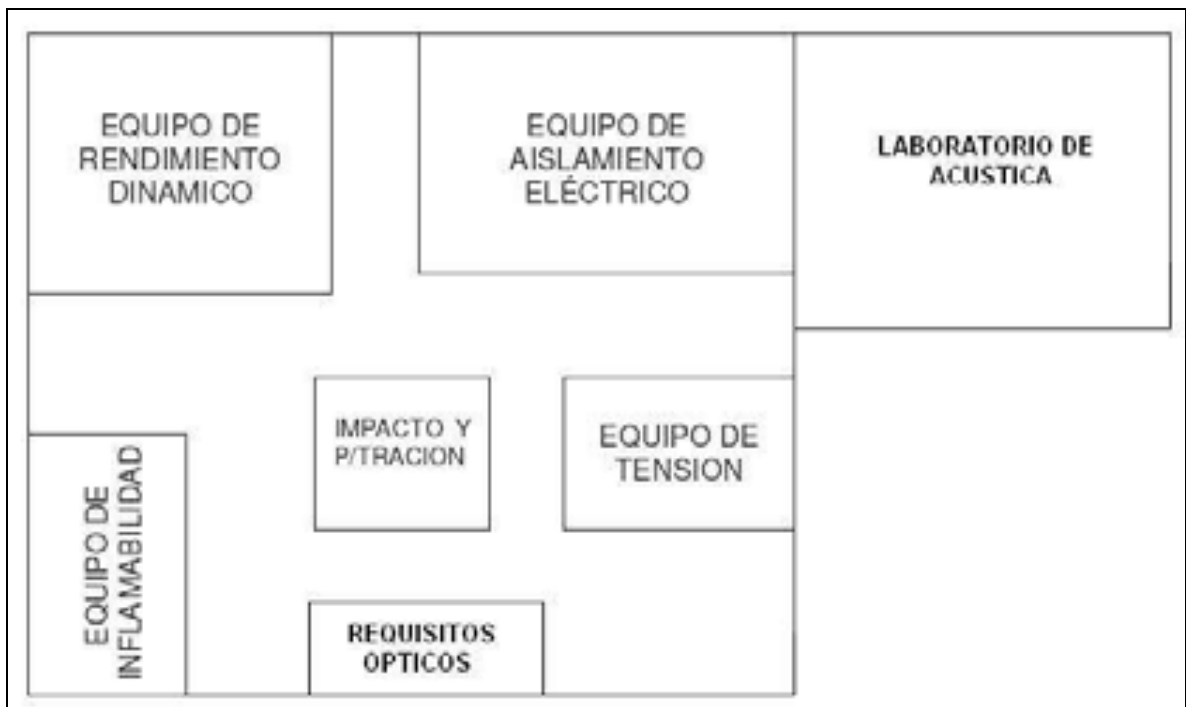 EQUIPO DE
RENDIMIENTO
DINAMICO
EQUIPO DE
AISLAMIENTO
ELÉCTRICO
LABORATORIO DE
ACUSTICA
IMPACTO Y
P/TRACION
EQUIPO DE
TENSION
EQUIPO DE
INFLAMABILIDAD
REQUISITOS
OPTICOS